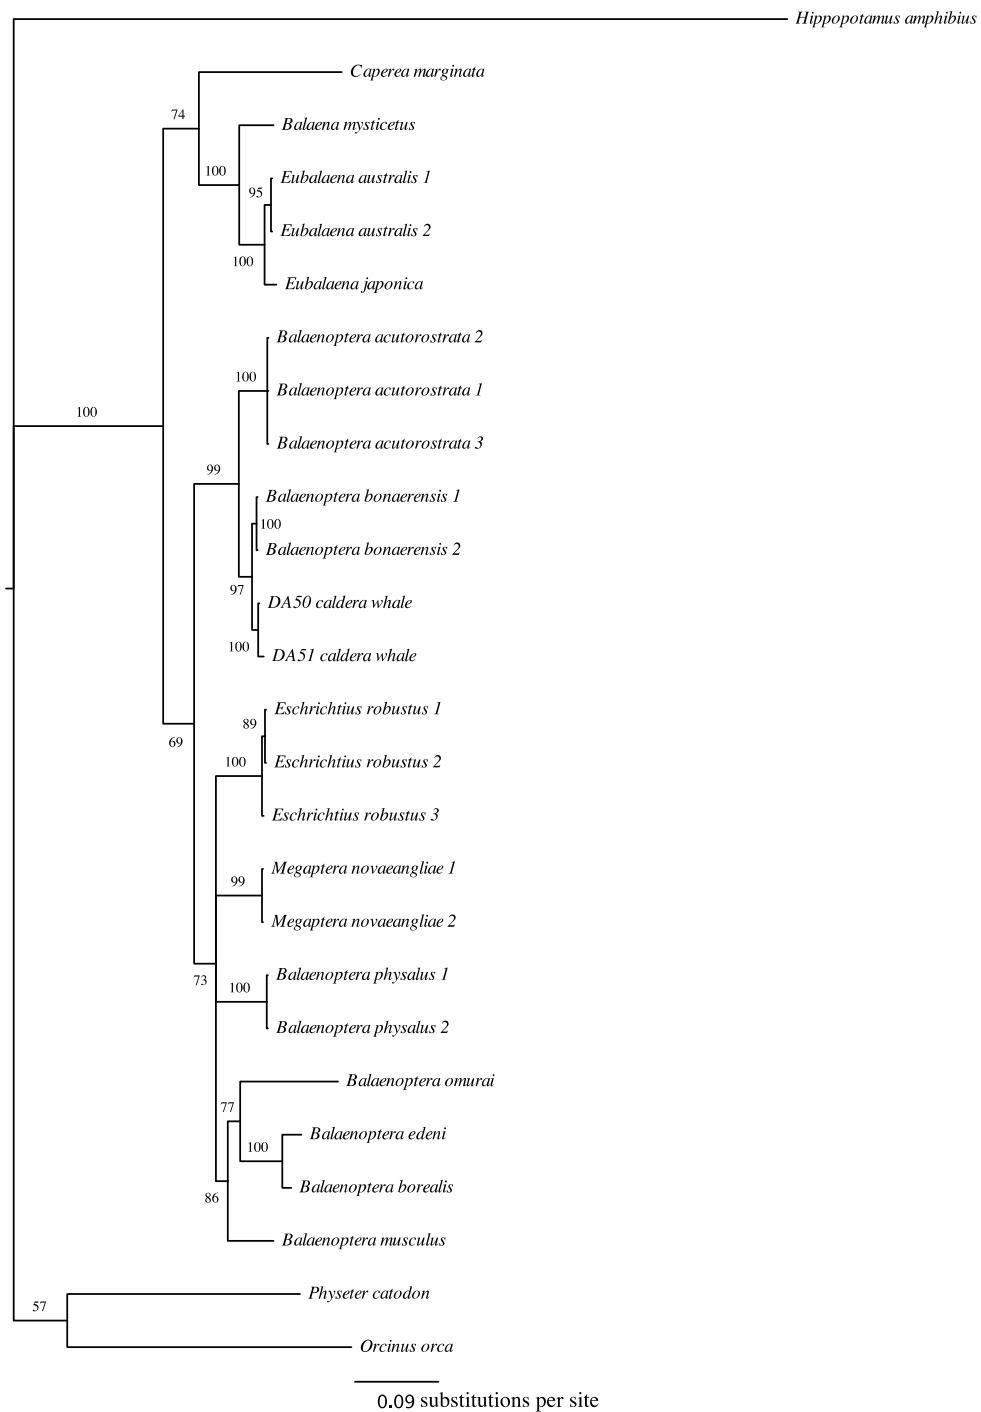 Hippopotamus amphibius
Caperea marginata
74
Balaena mysticetus
100
Eubalaena australis 1
95
Eubalaena australis 2
100
Eubalaena japonica
Balaenoptera acutorostrata 2
100
Balaenoptera acutorostrata 1
100
Balaenoptera acutorostrata 3
99
Balaenoptera bonaerensis 1
100
Balaenoptera bonaerensis 2
97
DA50 caldera whale
100
DA51 caldera whale
Eschrichtius robustus 1
89
69
Eschrichtius robustus 2
100
Eschrichtius robustus 3
Megaptera novaeangliae 1
99
Megaptera novaeangliae 2
Balaenoptera physalus 1
73
100
Balaenoptera physalus 2
Balaenoptera omurai
77
Balaenoptera edeni
100
Balaenoptera borealis
86
Balaenoptera musculus
Physeter catodon
57
Orcinus orca
0.09 substitutions per site